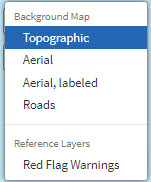 Background Map
Topographic
Aerial
Aerial, labeled
Roads
Reference Layers
Red Flag Warnings